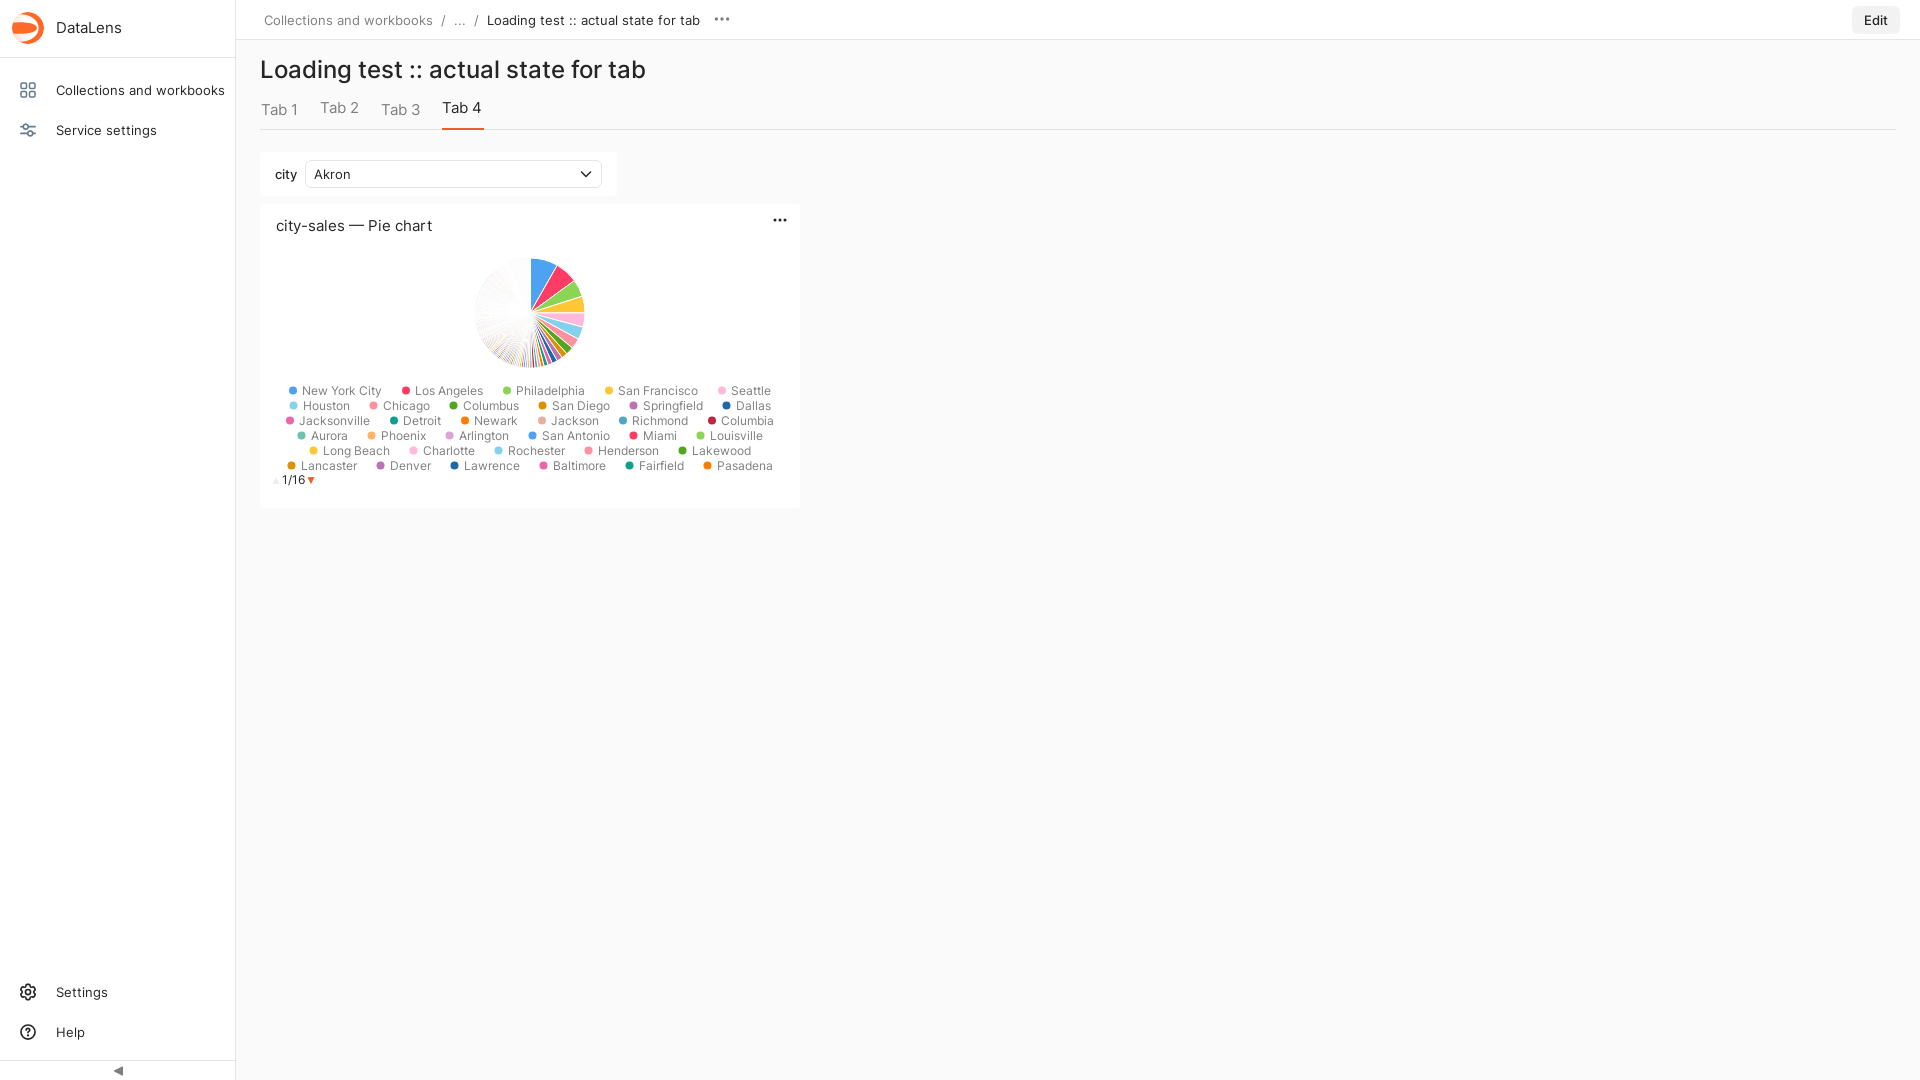 DataLens
Collections and workbooks / ... / Loading test :: actual state for tab
Edit
Collections and workbooks
Service settings
Loading test :: actual state for tab
Tab 1 Tab 2 Tab 3 Tab 4
city Akron
city-sales — Pie chart
New York City Los Angeles Philadelphia San Francisco Seattle
Houston Chicago Columbus San Diego Springfield Dallas
Jacksonville Detroit Newark Jackson Richmond Columbia
Aurora Phoenix Arlington San Antonio Miami Louisville
Long Beach Charlotte Rochester Henderson Lakewood
Lancaster Denver Lawrence Baltimore Fairfield Pasadena
1/16
Settings
Help